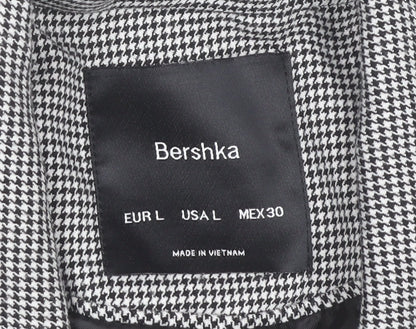 Bershka
EUR L USA L MEX 30
MADE IN VIETNAM